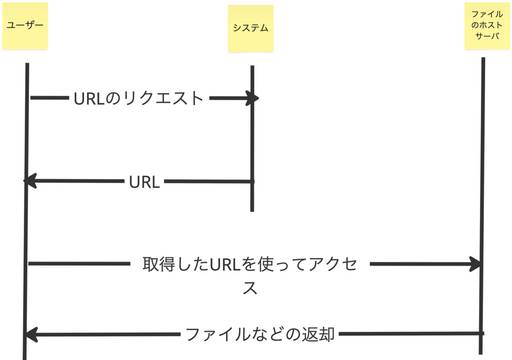 ユーザー
システム
ファイル
のホスト
サーバ
URLのリクエスト
URL
取得したURLを使ってアクセ
ス
ファイルなどの返却